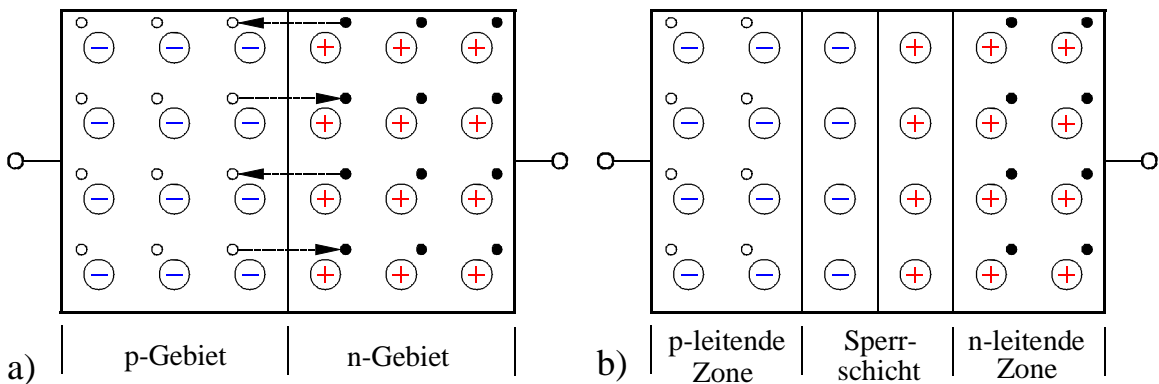 a)
p-Gebiet
n-Gebiet
b)
p-leitende
Zone
Sperr-
schicht
n-leitende
Zone